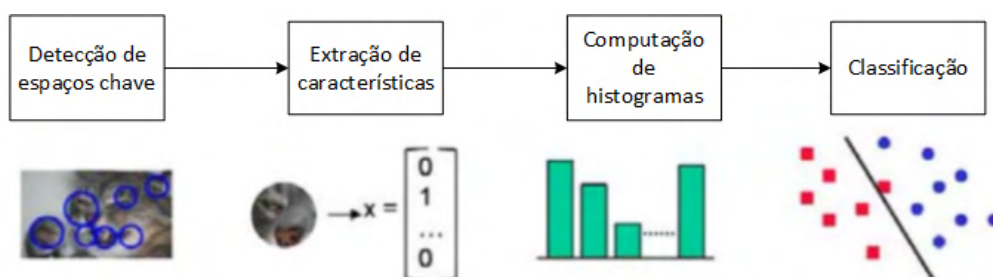 Detecção de
espaços chave
Extração de
características
Computação
de
histogramas
Classificação
x =
0
1
...
0